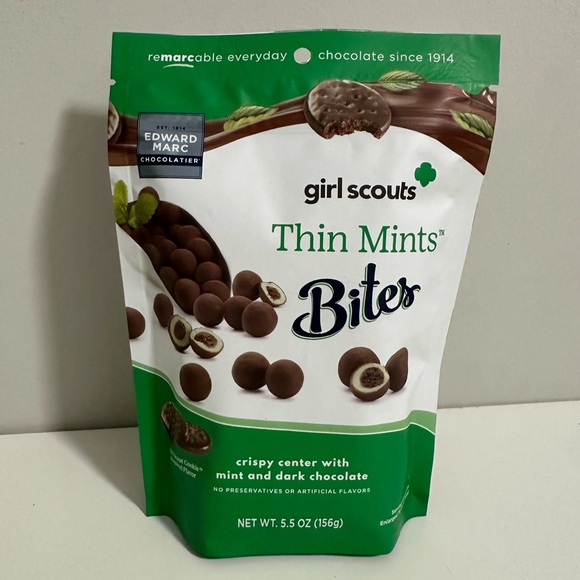 remarcable everyday chocolate since 1914
EST. 1914
EDWARD
MARC
CHOCOLATIER
girl scouts
Thin Mints™
Bites
crispy center with
mint and dark chocolate
NO PRESERVATIVES OR ARTIFICIAL FLAVORS
NET WT. 5.5 OZ (156g)